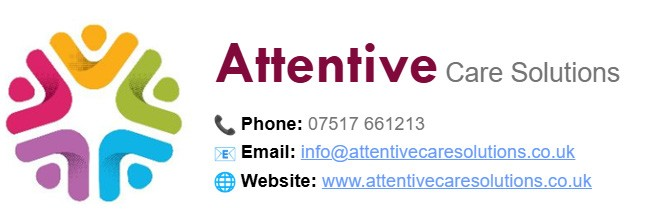 Attentive Care Solutions
Phone: 07517 661213
Email: info@attentivecaresolutions.co.uk
Website: www.attentivecaresolutions.co.uk